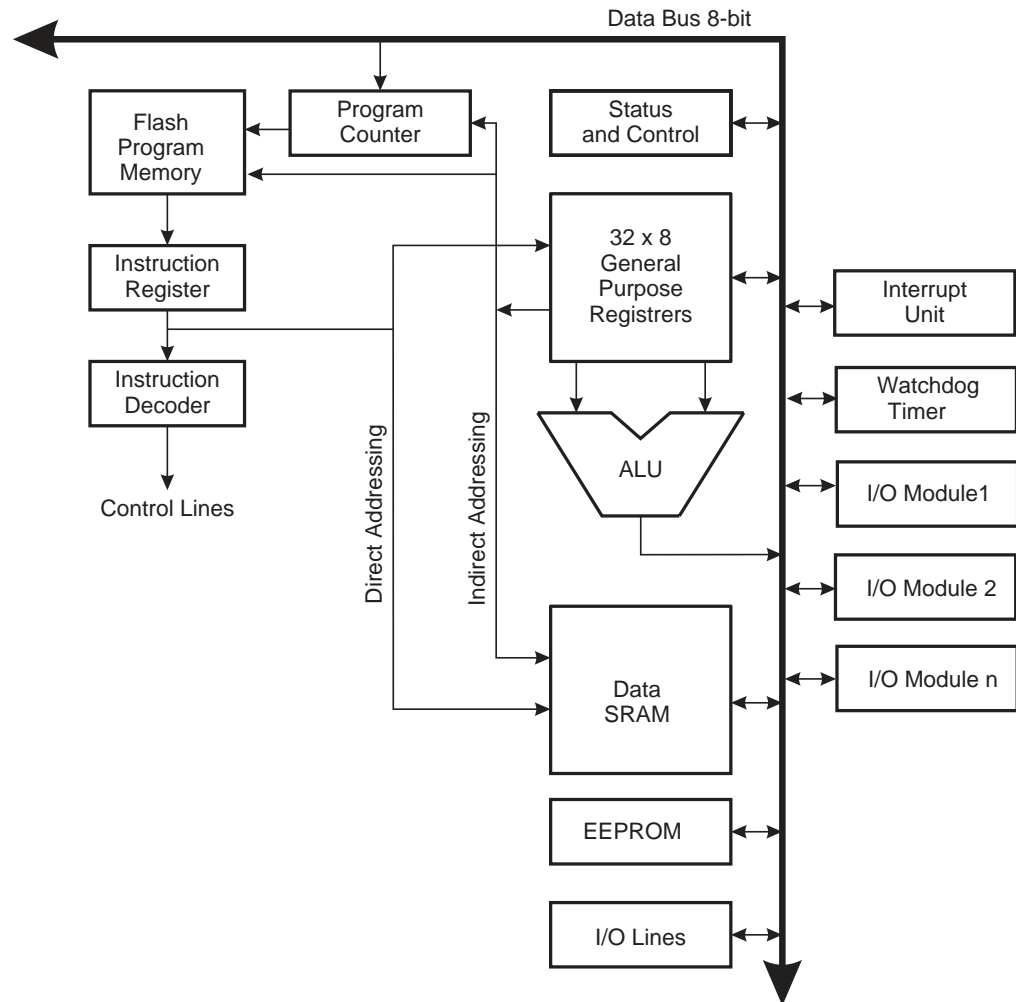 Data Bus 8-bit
Flash
Program
Memory
Program
Counter
Status
and Control
32 x 8
General
Purpose
Registrers
Instruction
Register
Interrupt
Unit
Instruction
Decoder
Watchdog
Timer
ALU
I/O Module1
Control Lines
Direct Addressing
Indirect Addressing
I/O Module 2
I/O Module n
Data
SRAM
EEPROM
I/O Lines